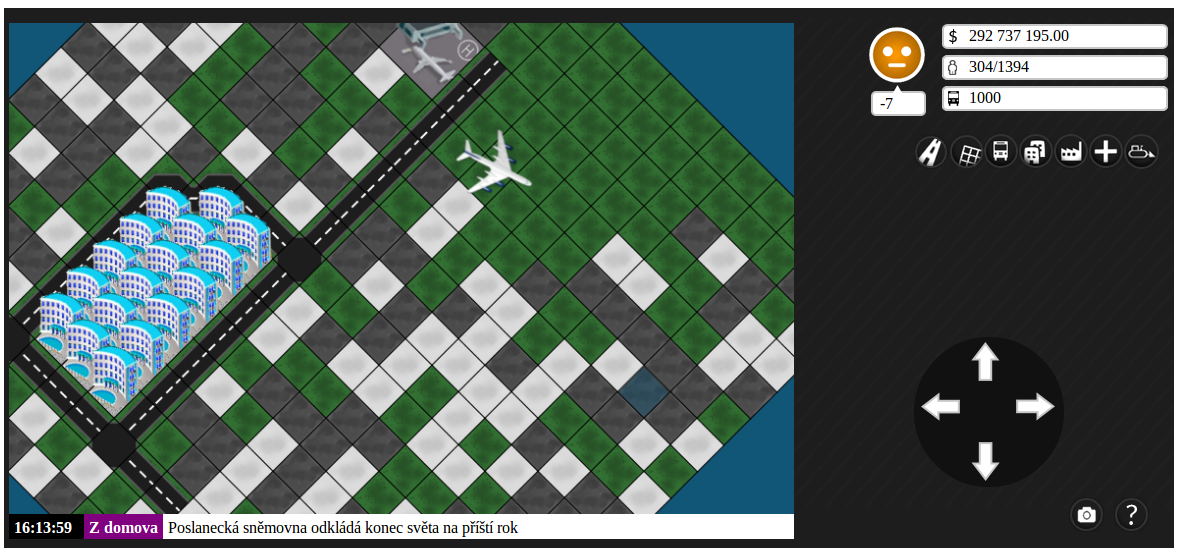 $ 292 737 195.00
304/1394
-7
1000
?
H
16:13:59 Z domova Poslanecká sněmovna odkládá konec světa na příští rok